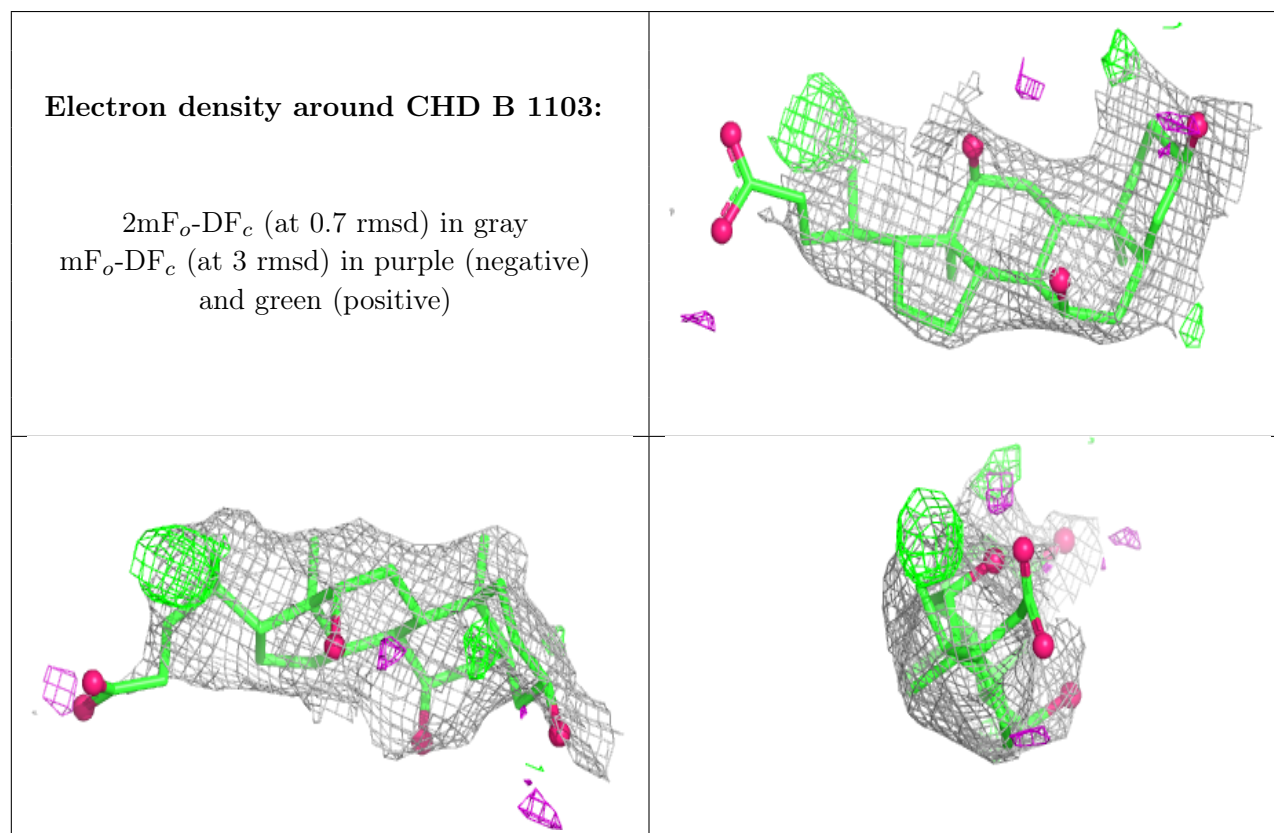 Electron density around CHD B 1103:
2mFo-DFc (at 0.7 rmsd) in gray
mFo-DFc (at 3 rmsd) in purple (negative)
and green (positive)